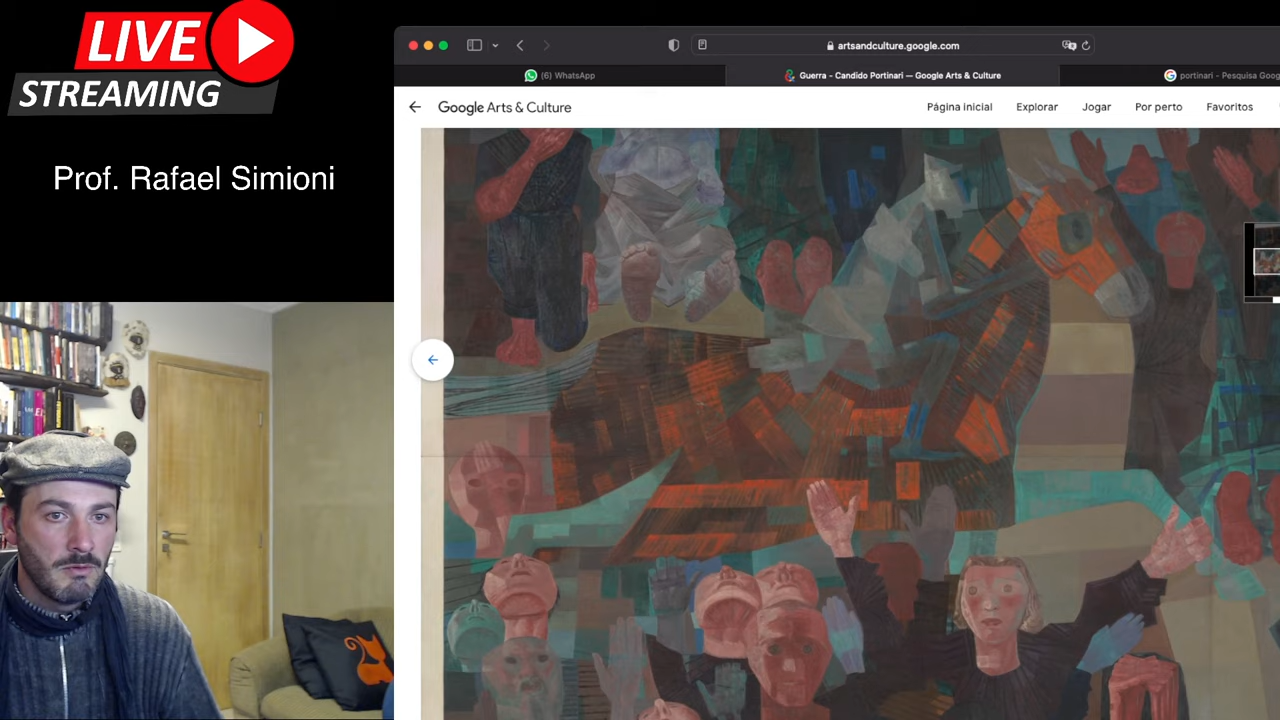 LIVE
STREAMING
Prof. Rafael Simioni
artsandculture.google.com
(6) WhatsApp
Guerra - Candido Portinari — Google Arts & Culture
portinari - Pesquisa Goog
Google Arts & Culture
Página inicial
Explorar
Jogar
Por perto
Favoritos